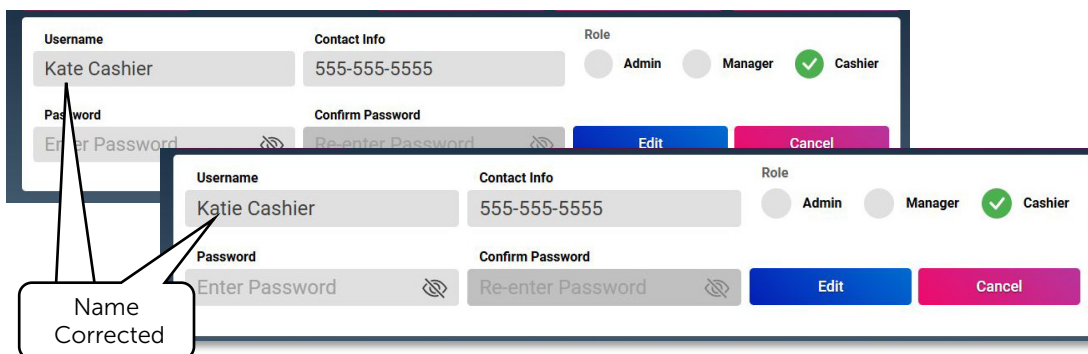 Username Contact Info Role
Kate Cashier 555-555-5555 Admin Manager Cashier
Password Confirm Password
Enter Password Re-enter Password Edit Cancel
Username Contact Info Role
Katie Cashier 555-555-5555 Admin Manager Cashier
Password Confirm Password
Enter Password Re-enter Password Edit Cancel
Name
Corrected